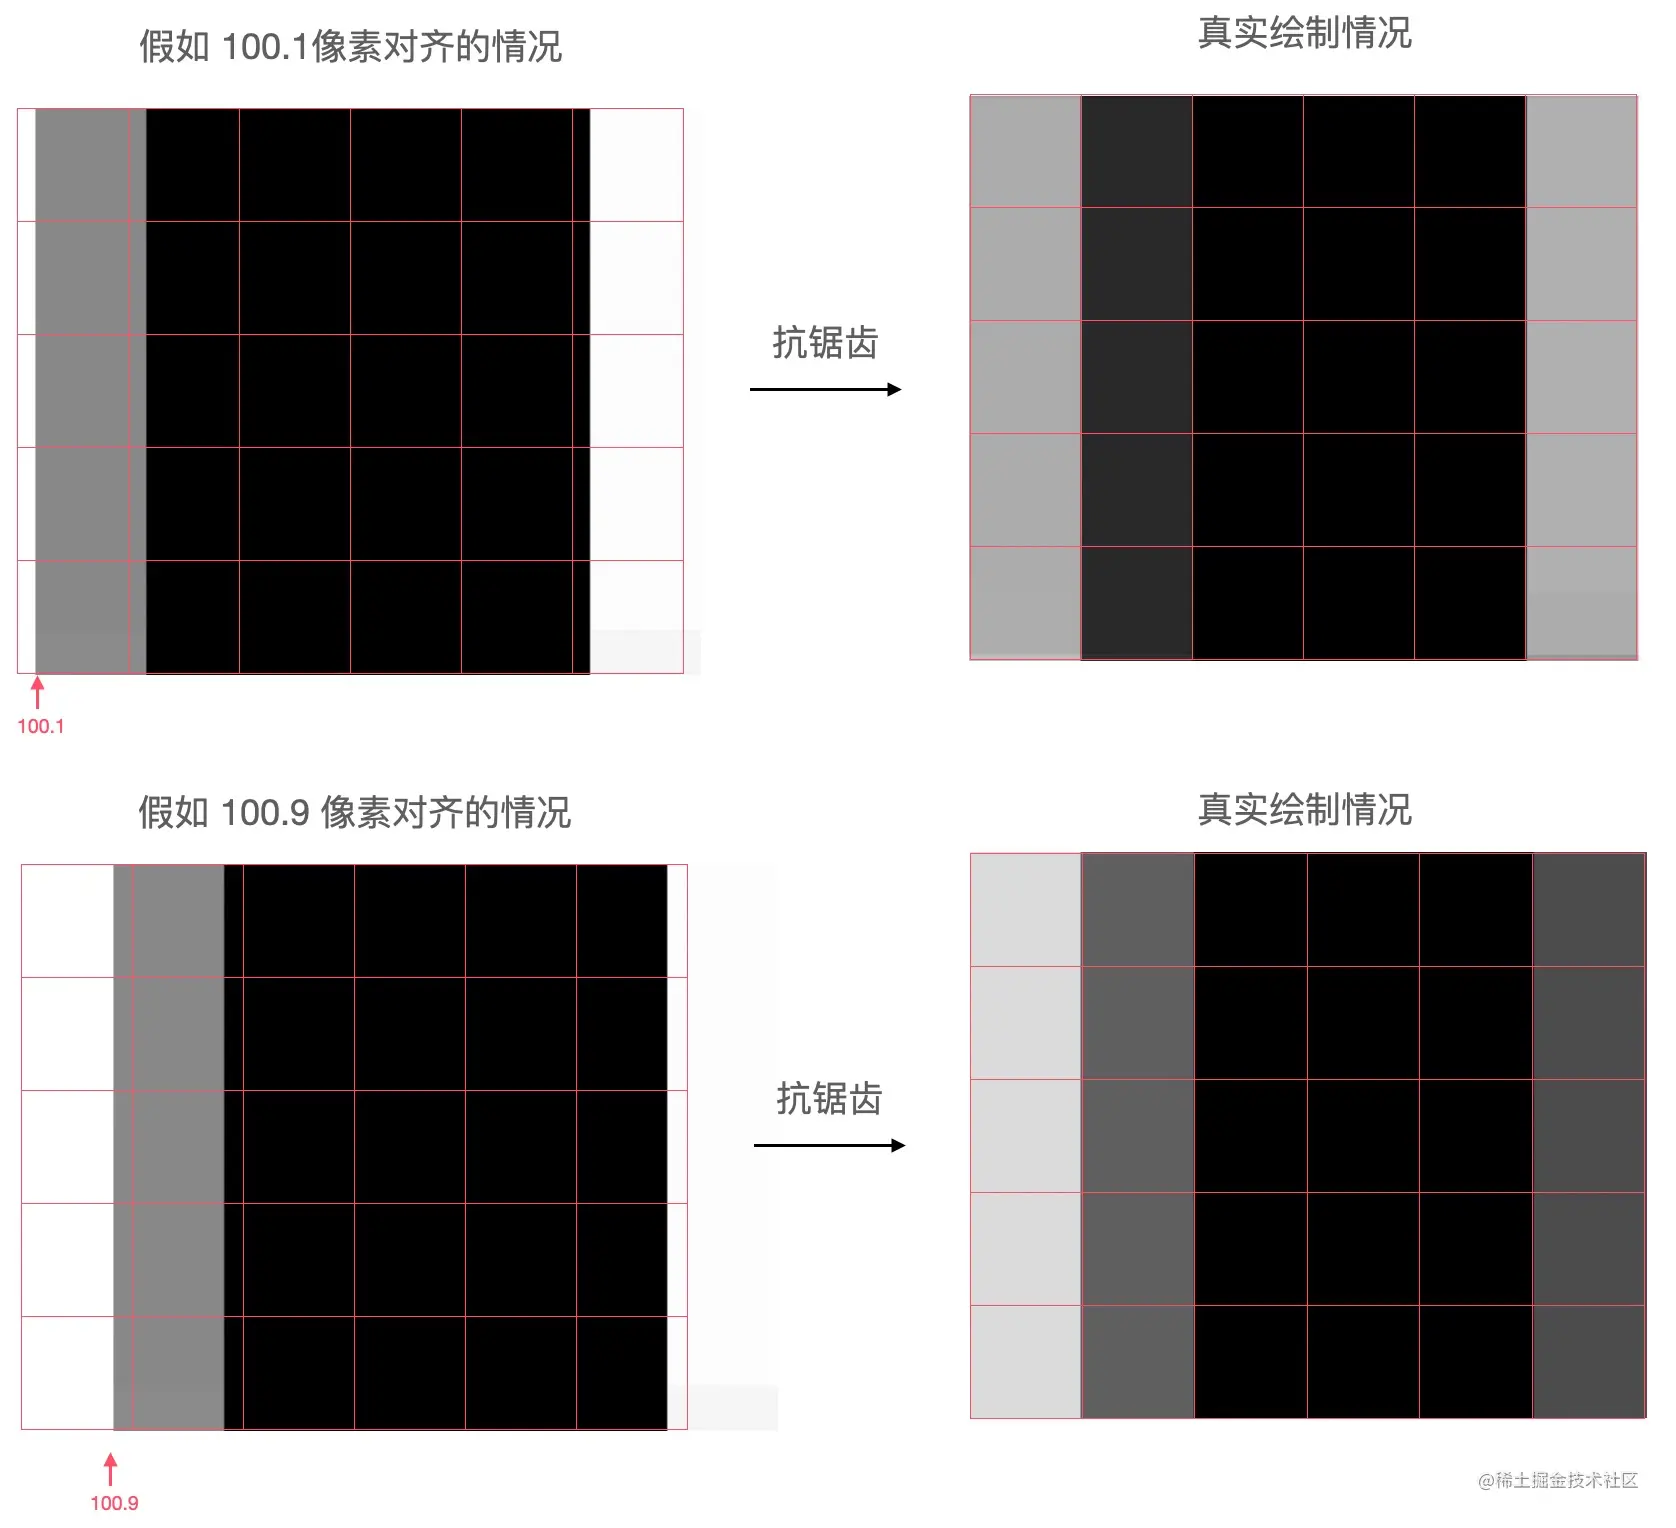 假如 100.1像素对齐的情况
真实绘制情况
抗锯齿
100.1
假如 100.9 像素对齐的情况
真实绘制情况
抗锯齿
100.9
@稀土掘金技术社区